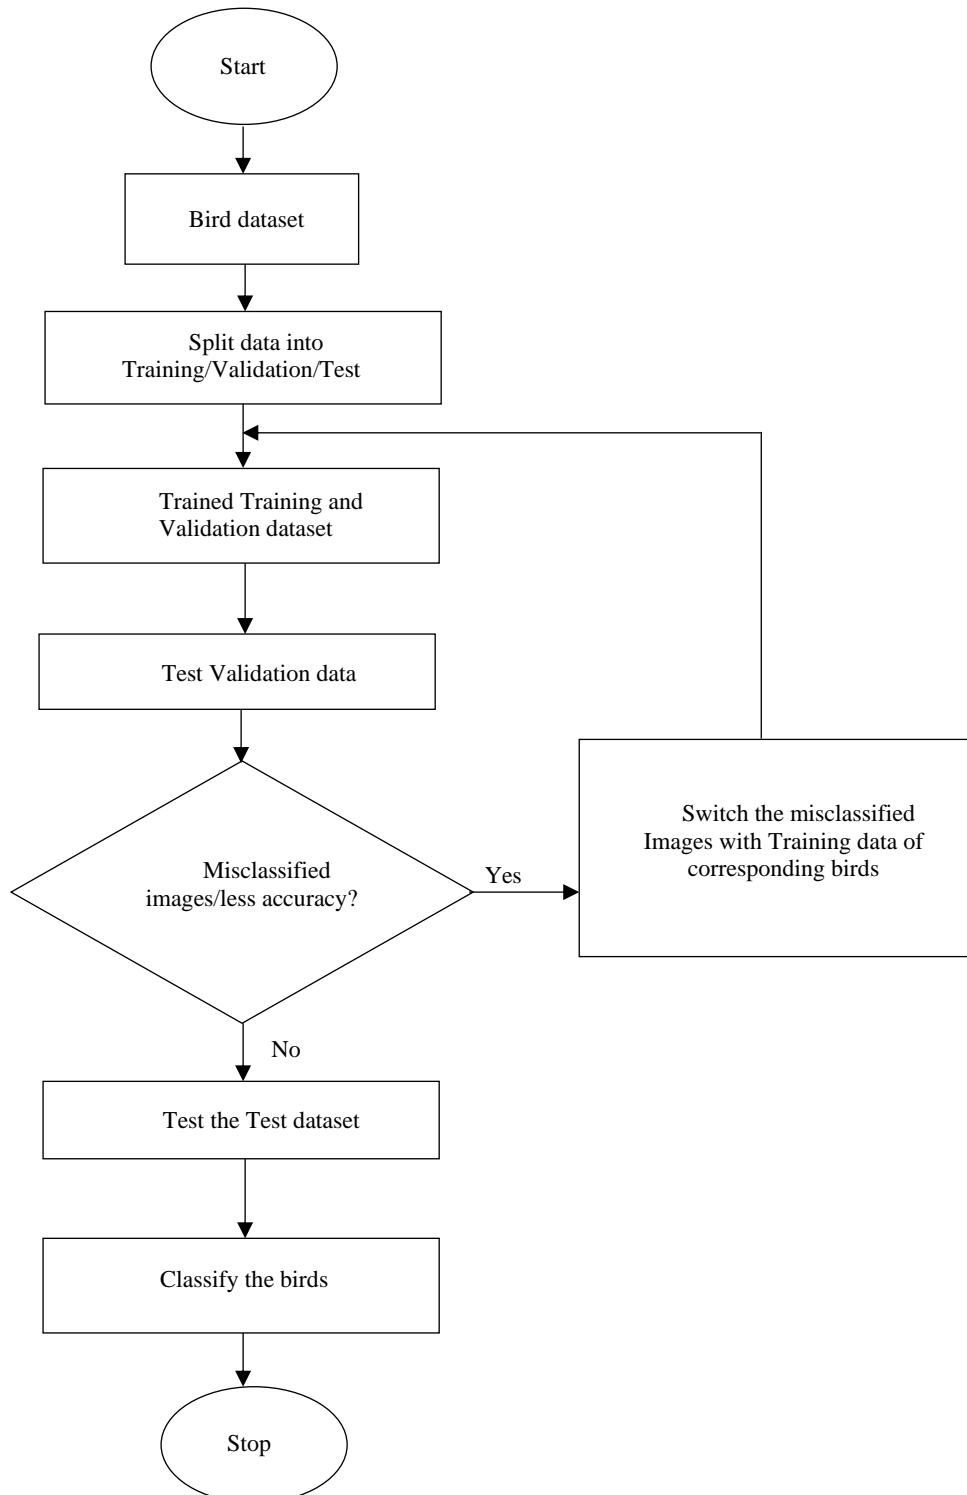 Start
Bird dataset
Split data into
Training/Validation/Test
Trained Training and
Validation dataset
Test Validation data
Misclassified
images/less accuracy?
Yes
Switch the misclassified
Images with Training data of
corresponding birds
No
Test the Test dataset
Classify the birds
Stop